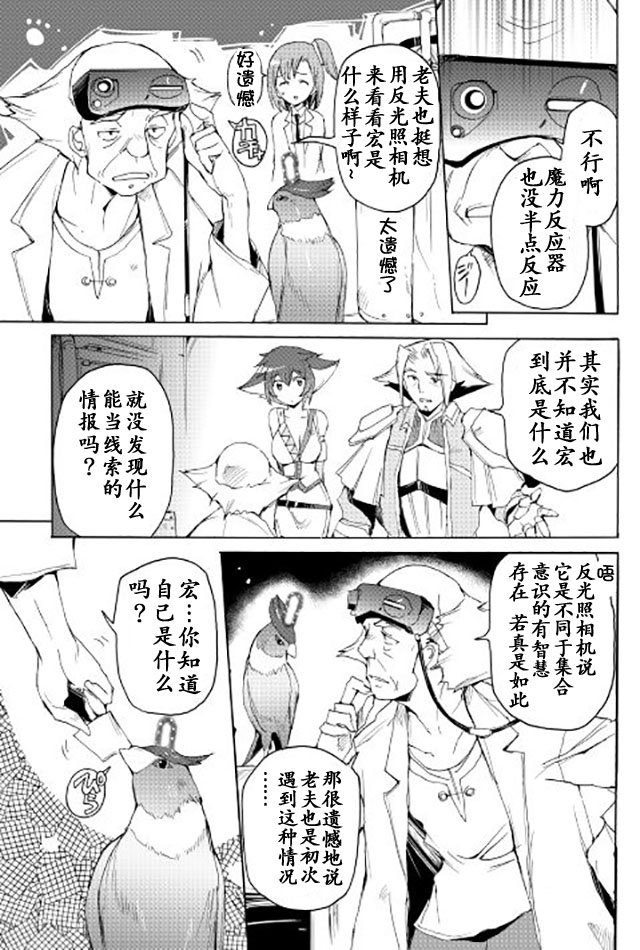 不行啊
魔力反应器
也没半点反应
老夫也挺想
用反光照相机
来看看宏是
什么样子啊~
好遗憾
太遗憾了
其实我们也
并不知道宏
到底是什么
就没发现什么
能当线索的
情报吗？
唔
反光照相机说
它是不同于集合
意识的有智慧
存在 若真是如此
那很遗憾地说
老夫也是初次
遇到这种情况
……
宏…你知道
自己是什么
吗？